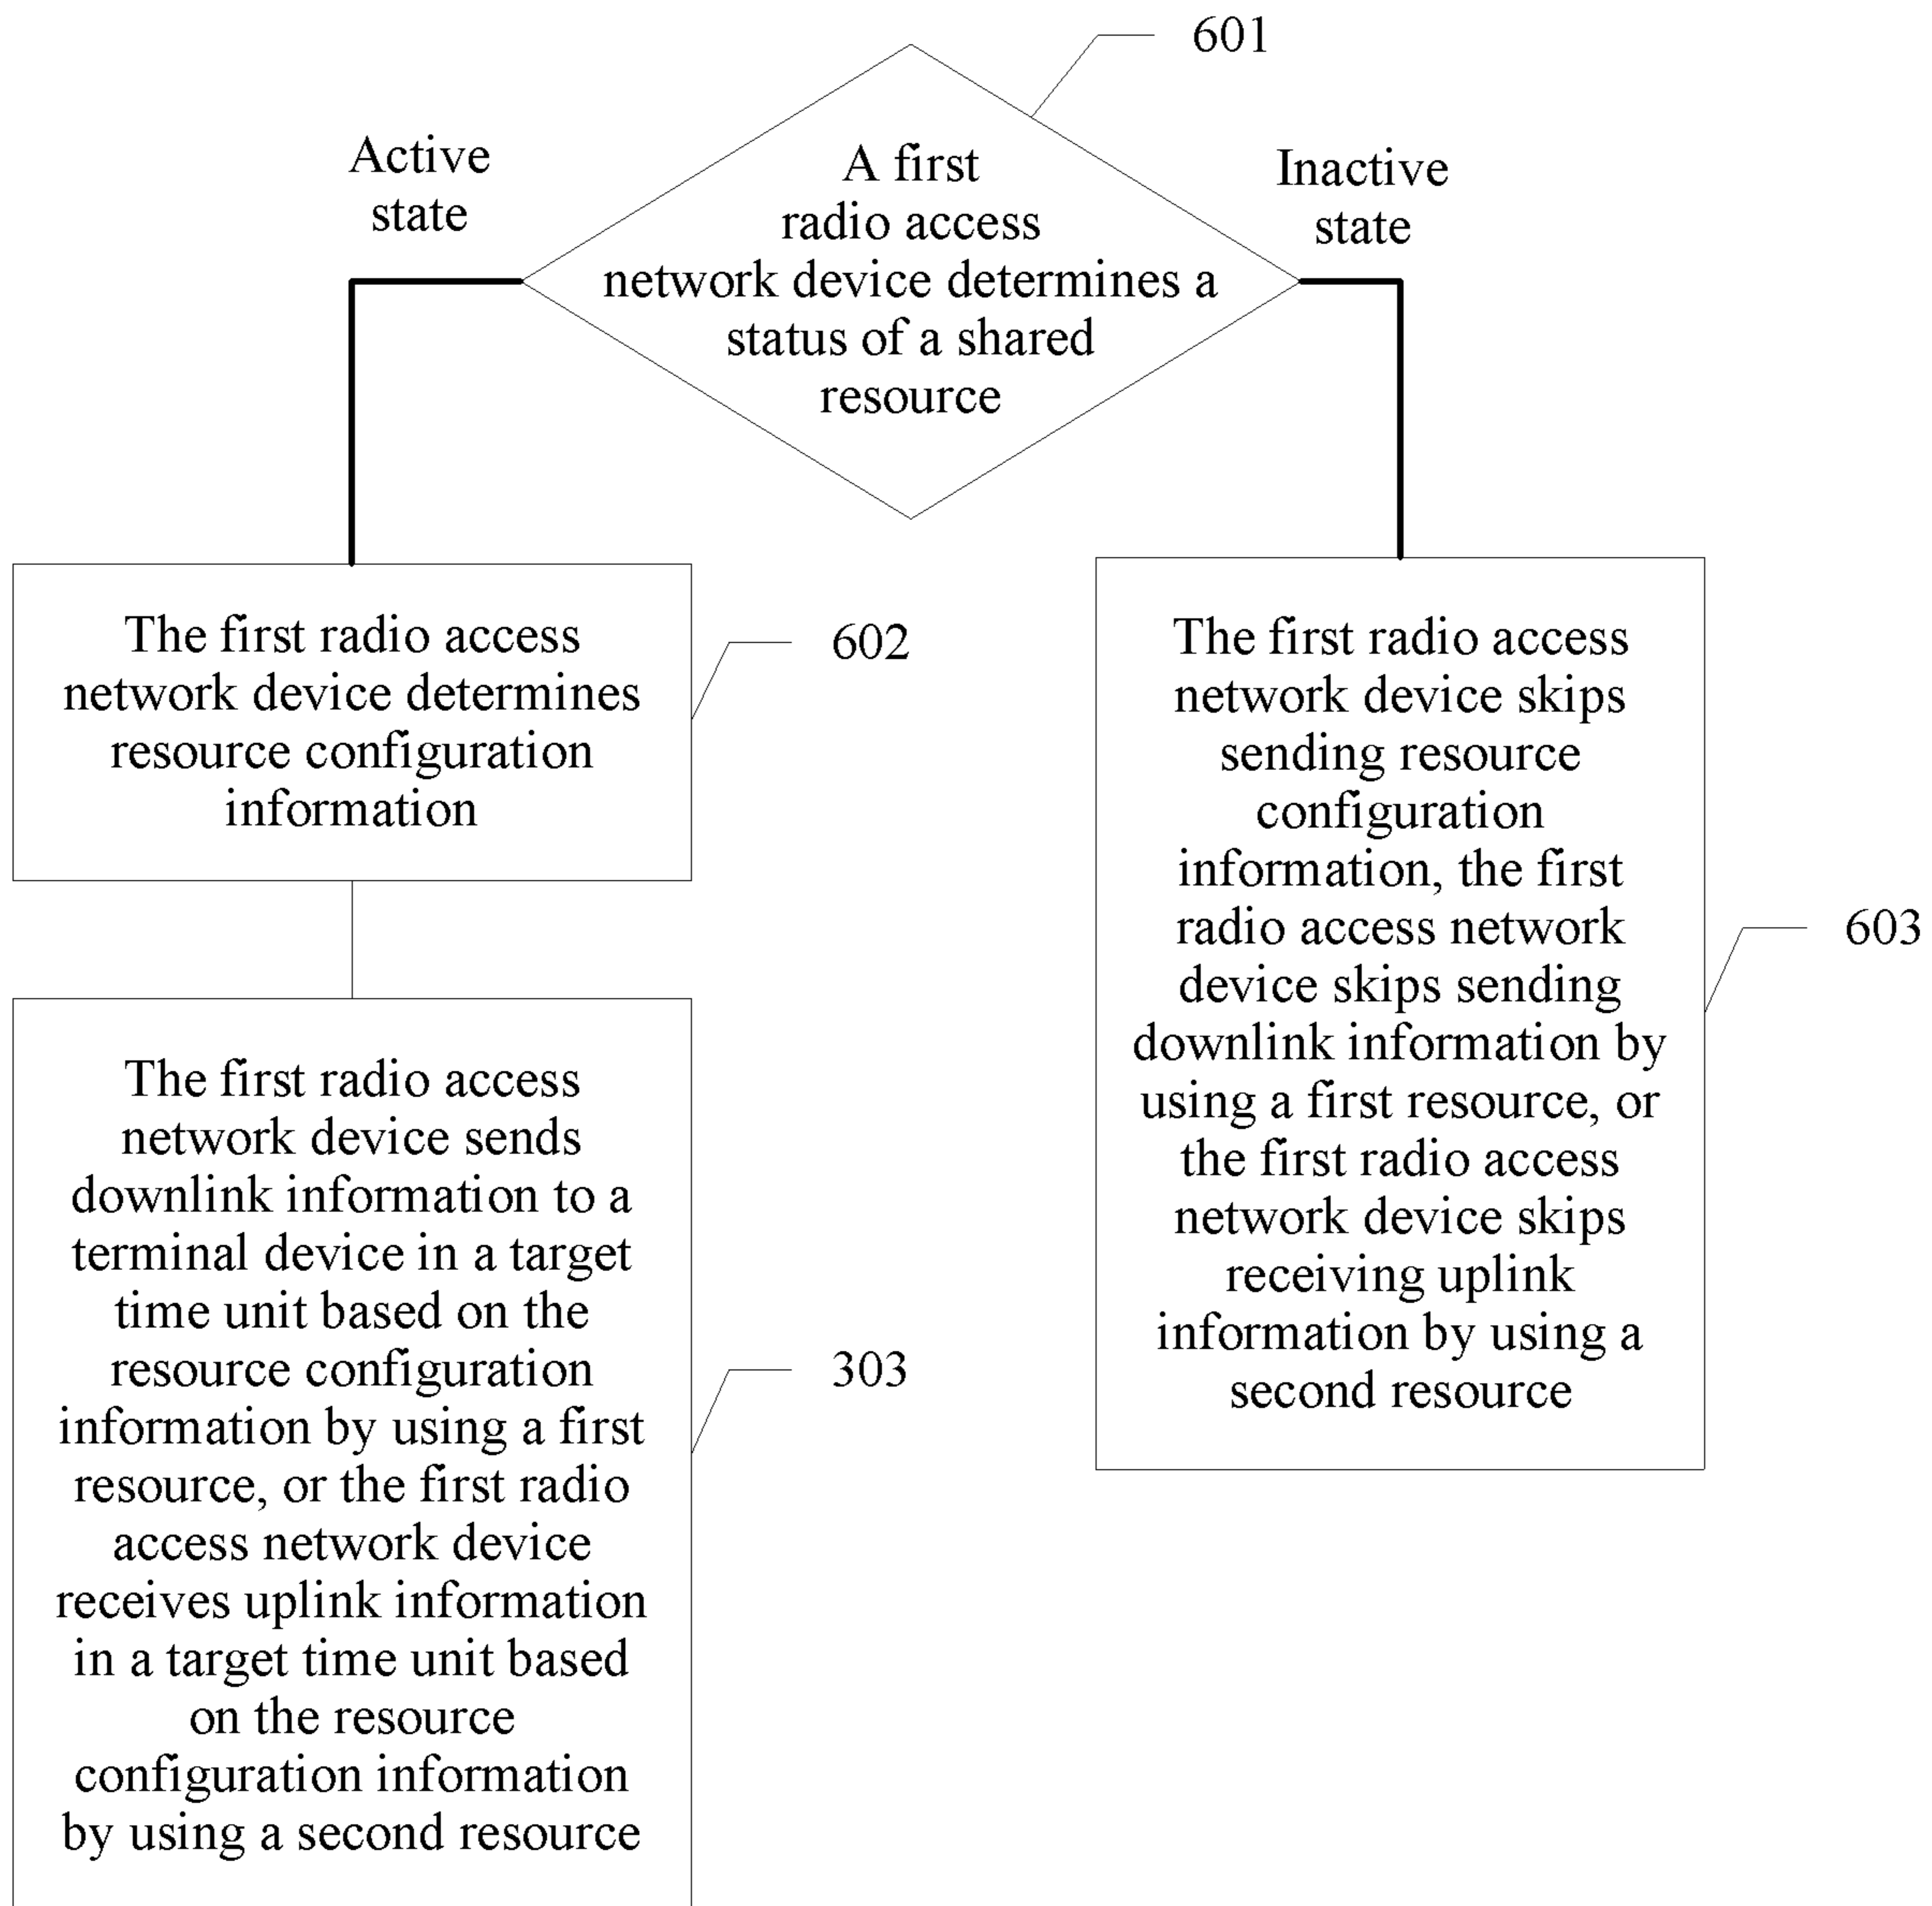 601
Active
state
A first
radio access
network device determines a
status of a shared
resource
Inactive
state
The first radio access
network device determines
resource configuration
information
602
The first radio access
network device skips
sending resource
configuration
information, the first
radio access network
device skips sending
downlink information by
using a first resource, or
the first radio access
network device skips
receiving uplink
information by using a
second resource
603
The first radio access
network device sends
downlink information to a
terminal device in a target
time unit based on the
resource configuration
information by using a first
resource, or the first radio
access network device
receives uplink information
in a target time unit based
on the resource
configuration information
by using a second resource
303